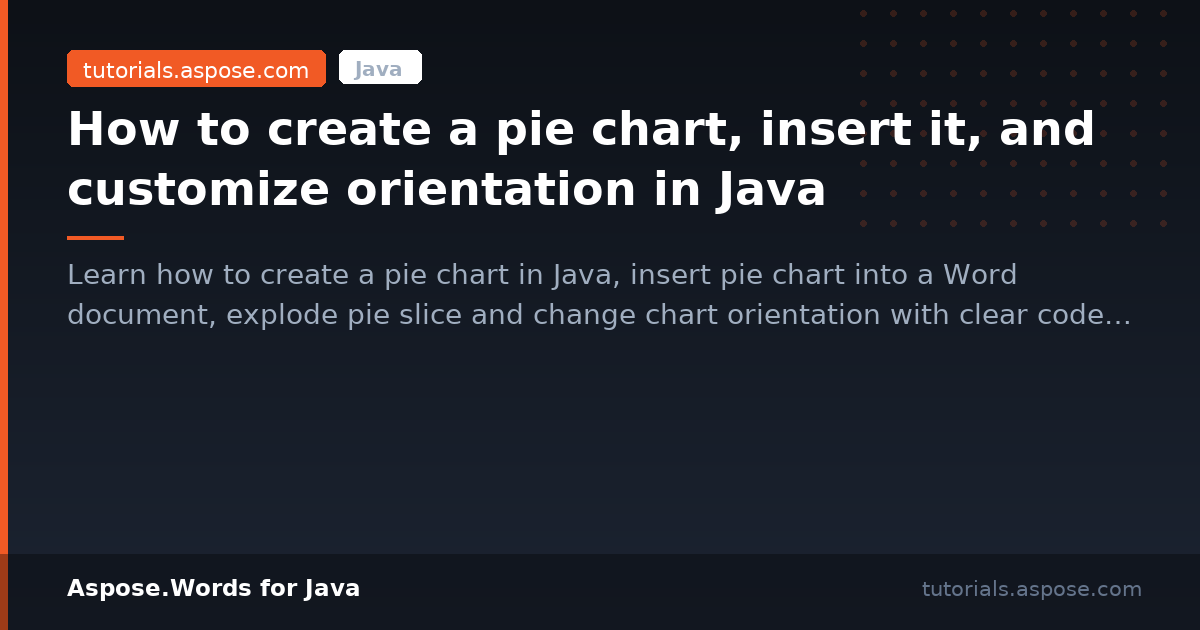 tutorials.aspose.com
Java
How to create a pie chart, insert it, and
customize orientation in Java
Learn how to create a pie chart in Java, insert pie chart into a Word
document, explode pie slice and change chart orientation with clear code…
Aspose.Words for Java
tutorials.aspose.com